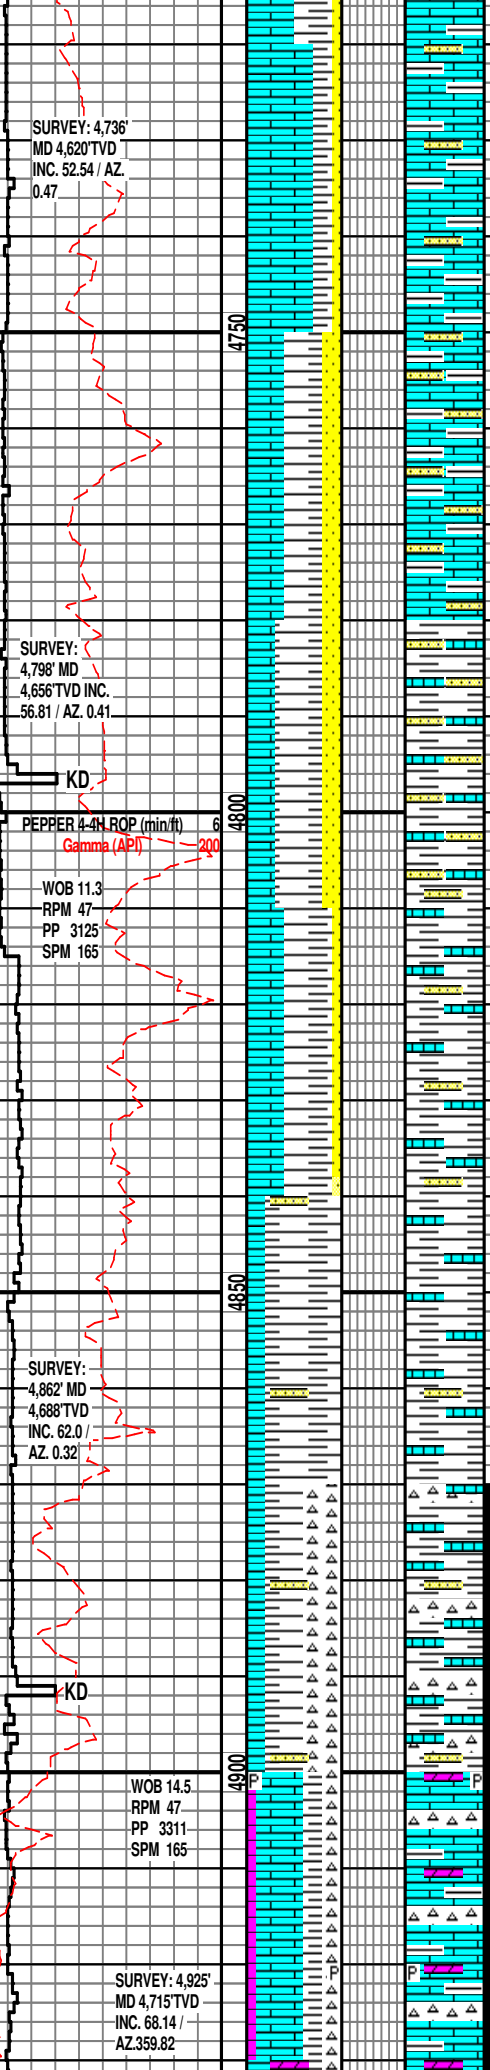 SURVEY: 4,736'
MD 4,620'TVD
INC. 52.54 / AZ.
0.47
4750
SURVEY:
4,798' MD
4,656'TVD INC.
56.81 / AZ. 0.41
KD
4800
PEPPER 4-4H ROP (min/ft) 6
Gamma (API) 200
WOB 11.3
RPM 47
PP 3125
SPM 165
4850
SURVEY:
4,862' MD
4,688'TVD
INC. 62.0 /
AZ. 0.32
KD
4900
P
P
WOB 14.5
RPM 47
PP 3311
SPM 165
P
P
SURVEY: 4,925'
MD 4,715'TVD
INC. 68.14 /
AZ.359.82